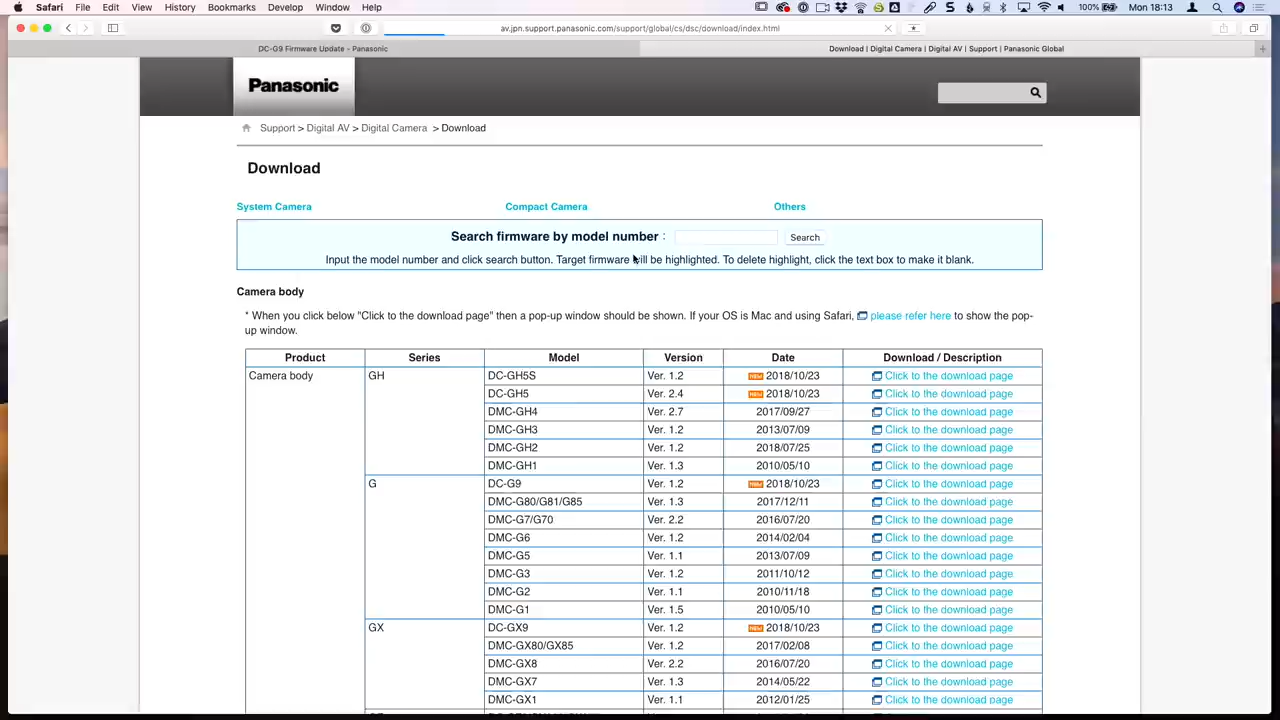 Safari File Edit View History Bookmarks Develop Window Help 100% Mon 18:13
av.jpn.support.panasonic.com/support/global/cs/dsc/download/index.html
DC-G9 Firmware Update - Panasonic Download | Digital Camera | Digital AV | Support | Panasonic Global
Panasonic
Support > Digital AV > Digital Camera > Download
Download
System Camera Compact Camera Others
Search firmware by model number : Search
Input the model number and click search button. Target firmware will be highlighted. To delete highlight, click the text box to make it blank.
Camera body
* When you click below "Click to the download page" then a pop-up window should be shown. If your OS is Mac and using Safari, please refer here to show the pop-
up window.
Product Series Model Version Date Download / Description
Camera body GH DC-GH5S Ver. 1.2 NEW 2018/10/23 Click to the download page
DC-GH5 Ver. 2.4 NEW 2018/10/23 Click to the download page
DMC-GH4 Ver. 2.7 2017/09/27 Click to the download page
DMC-GH3 Ver. 1.2 2013/07/09 Click to the download page
DMC-GH2 Ver. 1.2 2018/07/25 Click to the download page
DMC-GH1 Ver. 1.3 2010/05/10 Click to the download page
G DC-G9 Ver. 1.2 NEW 2018/10/23 Click to the download page
DMC-G80/G81/G85 Ver. 1.3 2017/12/11 Click to the download page
DMC-G7/G70 Ver. 2.2 2016/07/20 Click to the download page
DMC-G6 Ver. 1.2 2014/02/04 Click to the download page
DMC-G5 Ver. 1.1 2013/07/09 Click to the download page
DMC-G3 Ver. 1.2 2011/10/12 Click to the download page
DMC-G2 Ver. 1.1 2010/11/18 Click to the download page
DMC-G1 Ver. 1.5 2010/05/10 Click to the download page
GX DC-GX9 Ver. 1.2 NEW 2018/10/23 Click to the download page
DMC-GX80/GX85 Ver. 1.2 2017/02/08 Click to the download page
DMC-GX8 Ver. 2.2 2016/07/20 Click to the download page
DMC-GX7 Ver. 1.3 2014/05/22 Click to the download page
DMC-GX1 Ver. 1.1 2012/01/25 Click to the download page